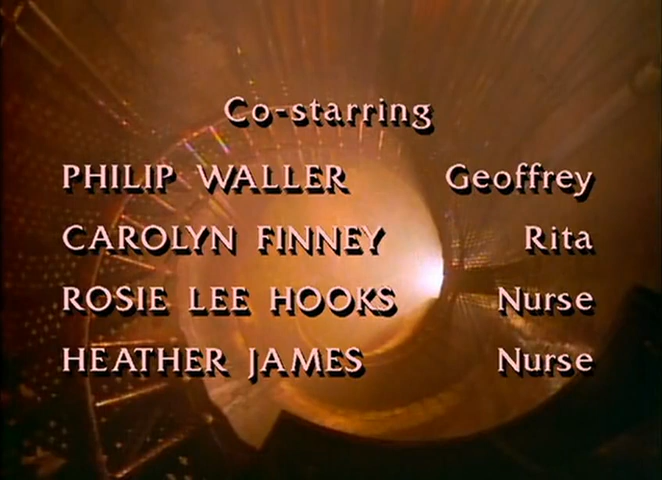 Co-starring
PHILIP WALLER Geoffrey
CAROLYN FINNEY Rita
ROSIE LEE HOOKS Nurse
HEATHER JAMES Nurse